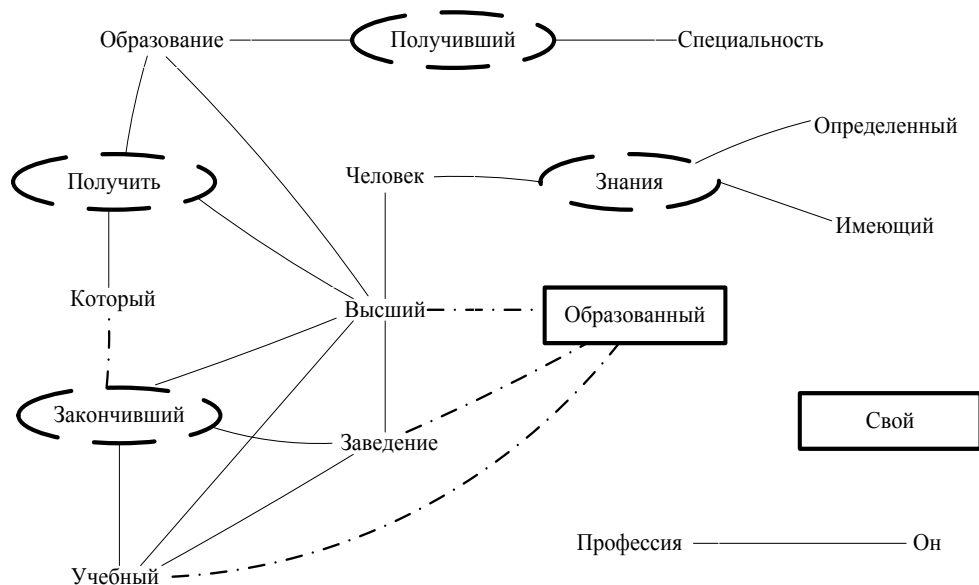 Образование
Получивший
Специальность
Определенный
Получить
Человек
Знания
Имеющий
Который
Высший
Образованный
Закончивший
Заведение
Свой
Профессия
Он
Учебный